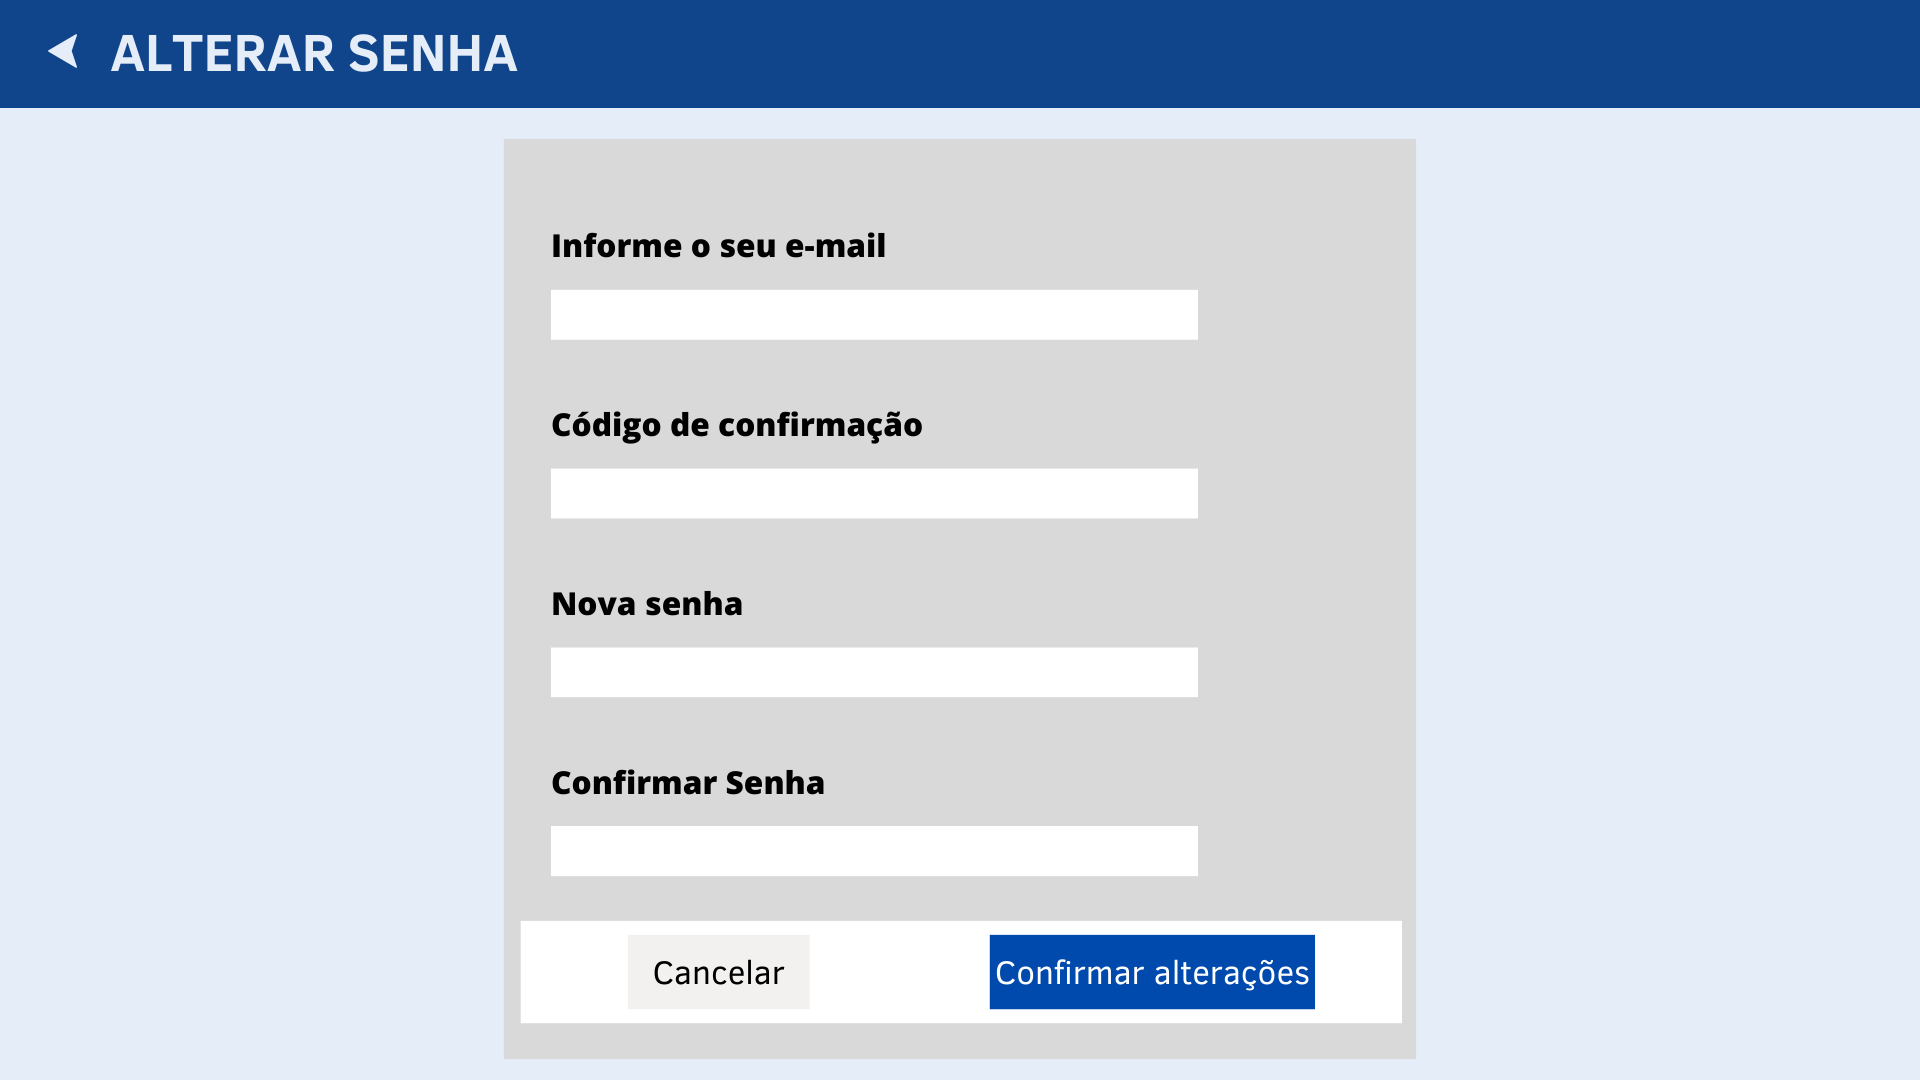 ALTERAR SENHA
Informe o seu e-mail
Código de confirmação
Nova senha
Confirmar Senha
Cancelar
Confirmar alterações